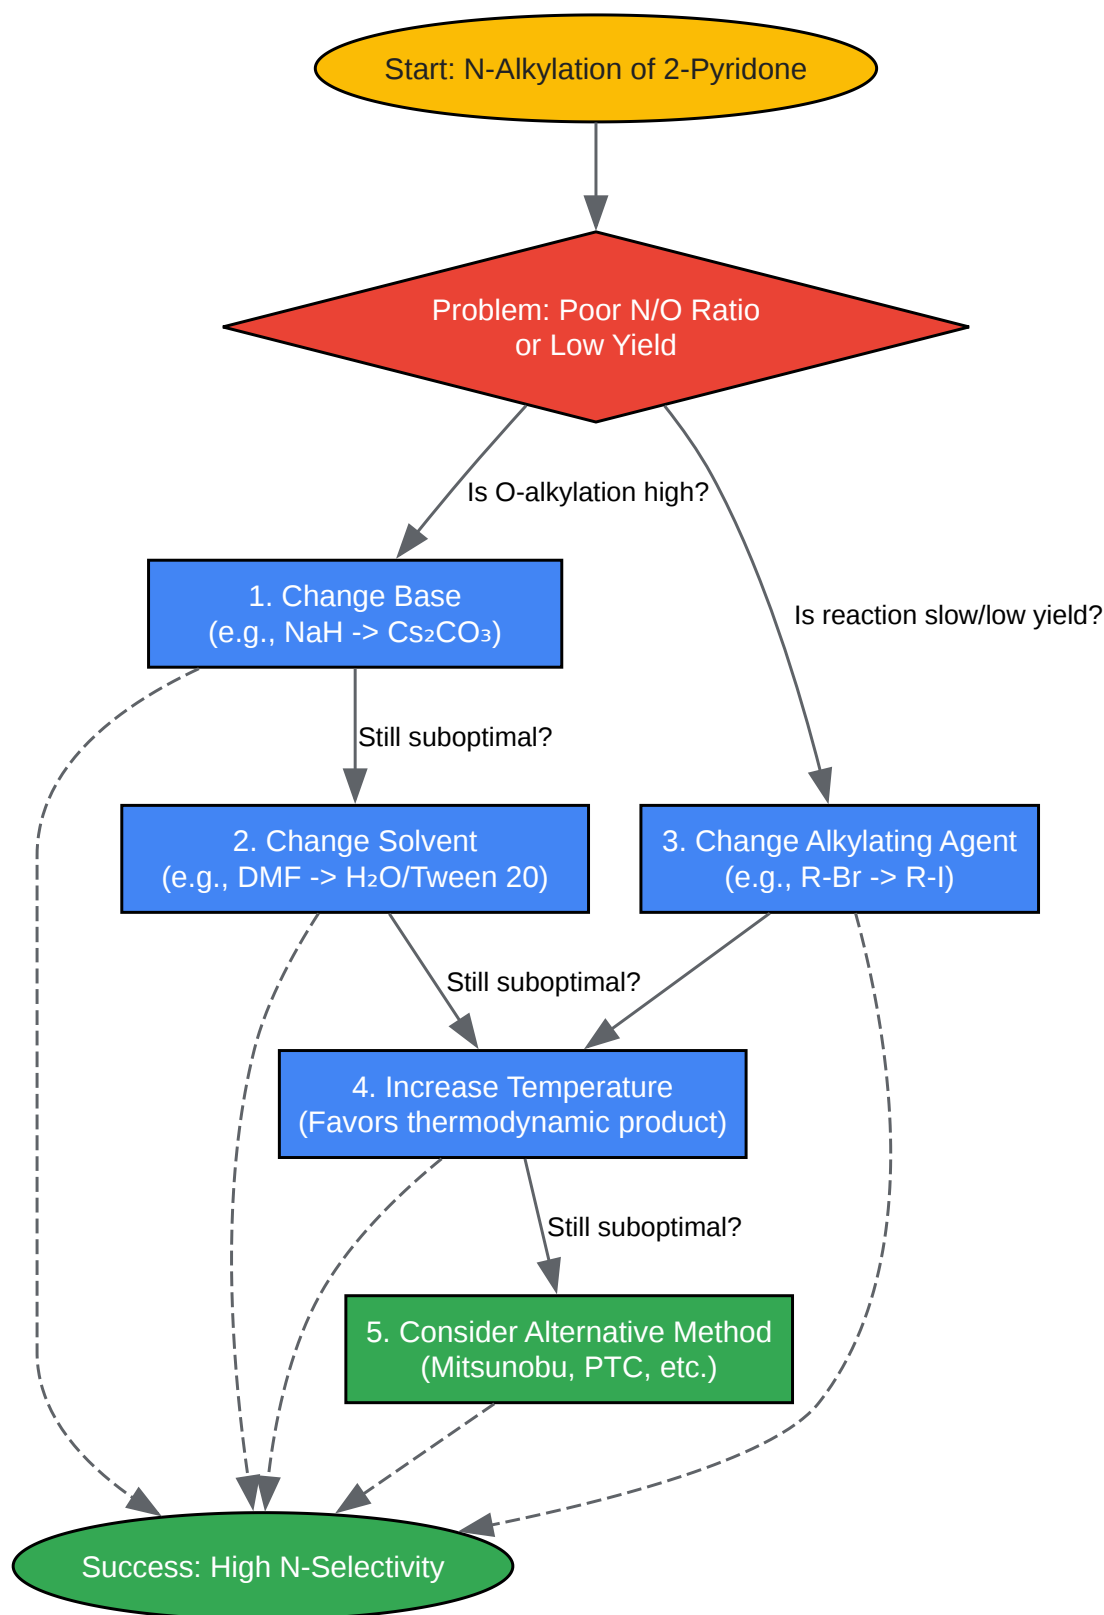 Start: N-Alkylation of 2-Pyridone
Problem: Poor N/O Ratio
or Low Yield
Is O-alkylation high?
1. Change Base
(e.g., NaH -> Cs₂CO₃)
Is reaction slow/low yield?
Still suboptimal?
2. Change Solvent
(e.g., DMF -> H₂O/Tween 20)
3. Change Alkylating Agent
(e.g., R-Br -> R-I)
Still suboptimal?
4. Increase Temperature
(Favors thermodynamic product)
Still suboptimal?
5. Consider Alternative Method
(Mitsunobu, PTC, etc.)
Success: High N-Selectivity